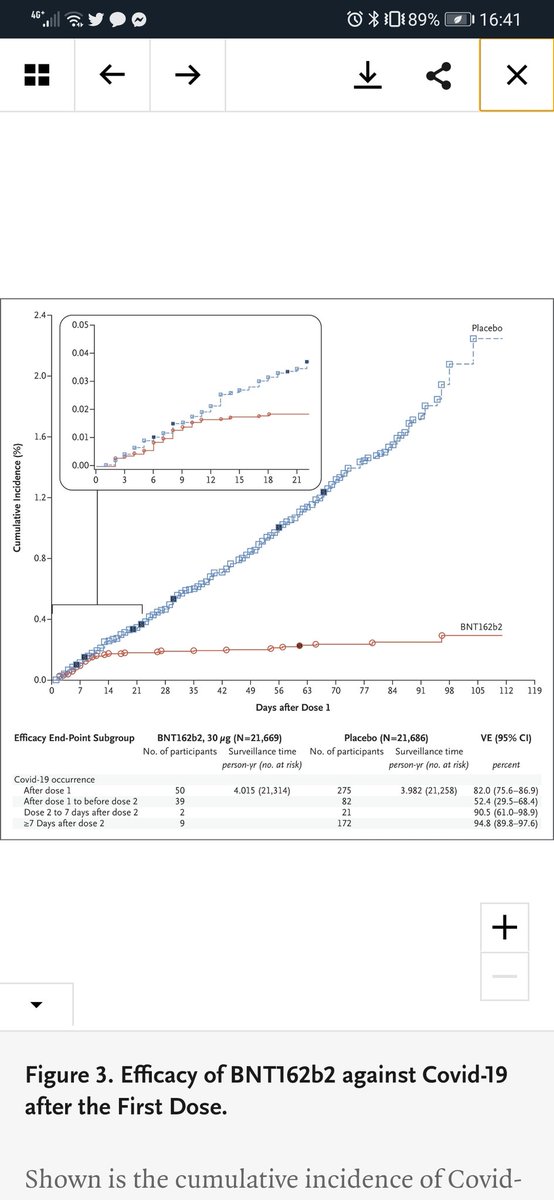 4G+ 89% 16:41
2.4
2.0
1.6
1.2
0.8
0.4
0.0
Cumulative Incidence (%)
0.05
0.04
0.03
0.02
0.01
0.00
0 3 6 9 12 15 18 21
Placebo
BNT162b2
0 7 14 21 28 35 42 49 56 63 70 77 84 91 98 105 112 119
Days after Dose 1
Efficacy End-Point Subgroup BNT162b2, 30 μg (N=21,669) Placebo (N=21,686) VE (95% CI)
No. of participants Surveillance time No. of participants Surveillance time
person-yr (no. at risk) person-yr (no. at risk) percent
Covid-19 occurrence
After dose 1 50 4.015 (21,314) 275 3.982 (21,258) 82.0 (75.6–86.9)
After dose 1 to before dose 2 39 82 52.4 (29.5–68.4)
Dose 2 to 7 days after dose 2 2 21 90.5 (61.0–98.9)
≥7 Days after dose 2 9 172 94.8 (89.8–97.6)
Figure 3. Efficacy of BNT162b2 against Covid-19
after the First Dose.
Shown is the cumulative incidence of Covid-